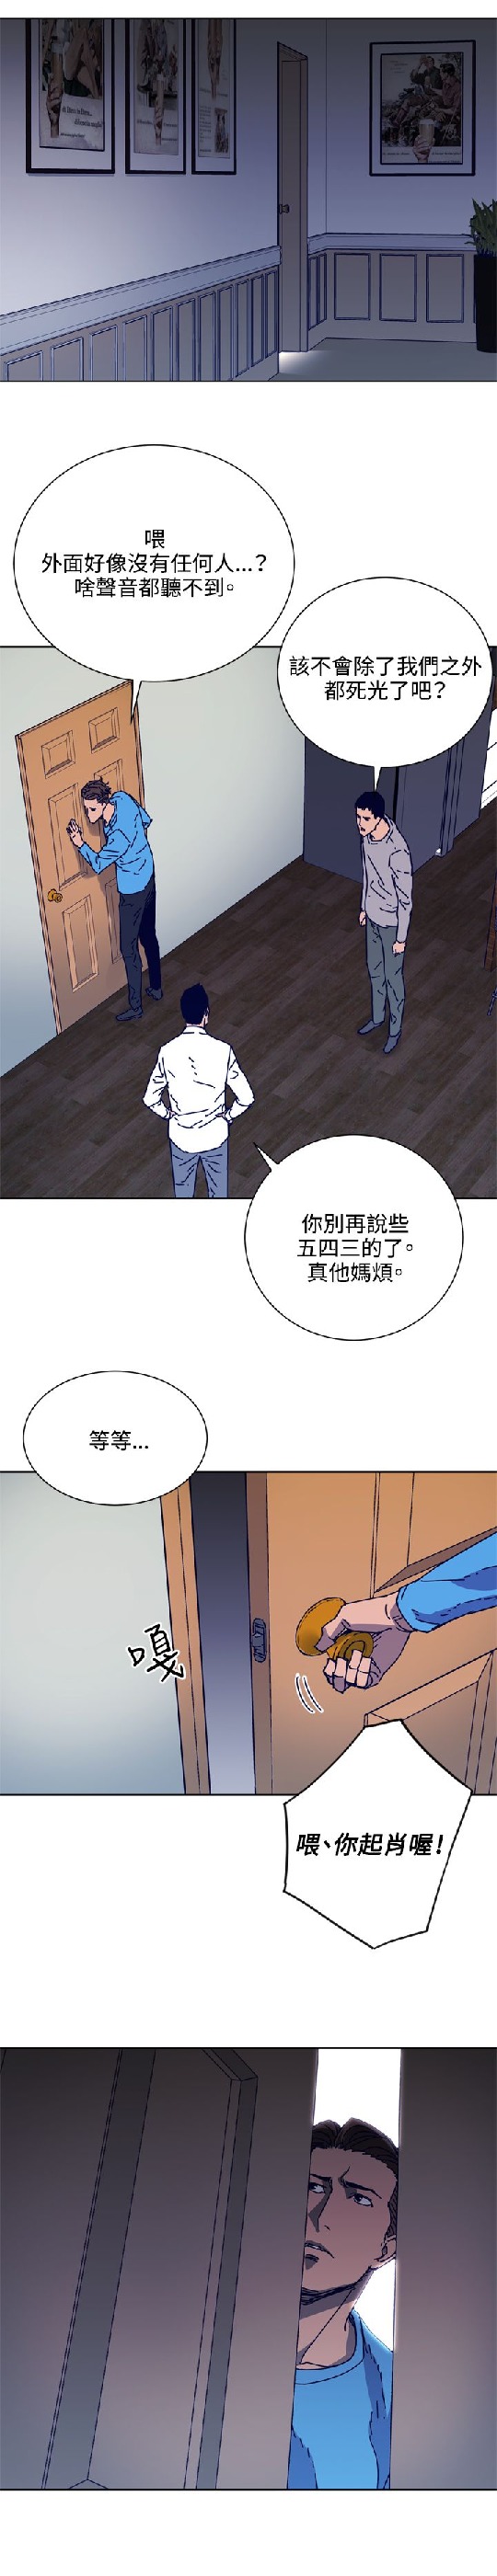 喂
外面好像沒有任何人...?
啥聲音都聽不到。
該不會除了我們之外
都死光了吧?
你別再說些
五四三的了。
真他媽煩。
等等...
嘎
喂、你起肖喔!